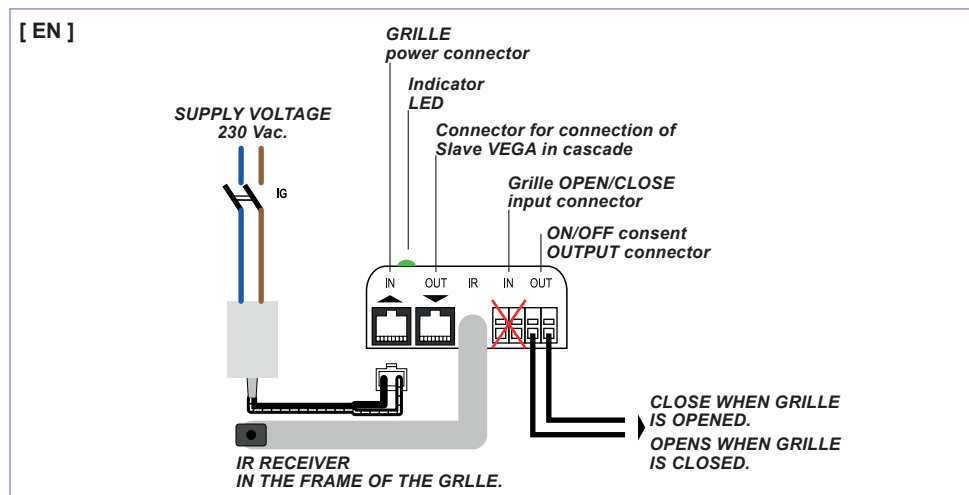 [ EN ]
GRILLE
power connector
Indicator
LED
SUPPLY VOLTAGE
230 Vac.
Connector for connection of
Slave VEGA in cascade
IG
Grille OPEN/CLOSE
input connector
ON/OFF consent
OUTPUT connector
IN
OUT
IR
IN
OUT
CLOSE WHEN GRILLE
IS OPENED.
OPENS WHEN GRILLE
IS CLOSED.
IR RECEIVER
IN THE FRAME OF THE GRLLE.